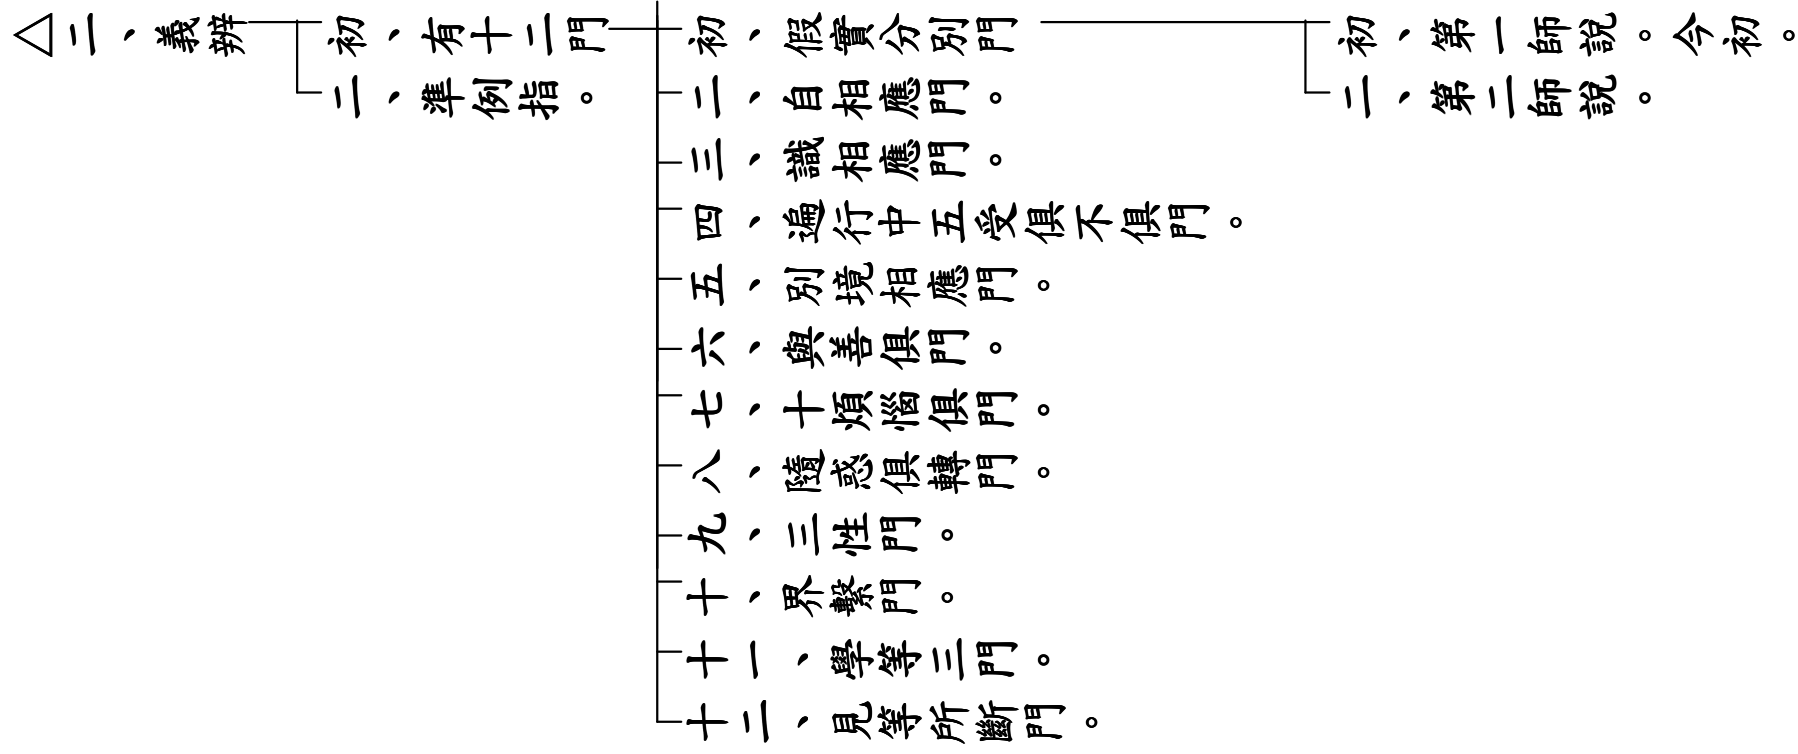 △二、義辨
初、有十二門
二、準例指。
初、假實分別門
二、自相應門。
三、識相應門。
四、遍行中五受俱不俱門。
五、別境相應門。
六、與善俱門。
七、十煩惱俱門。
八、隨惑俱轉門。
九、三性門。
十、界繫門。
十一、學等三門。
十二、見等所斷門。
初、第一師說。今初。
二、第二師說。